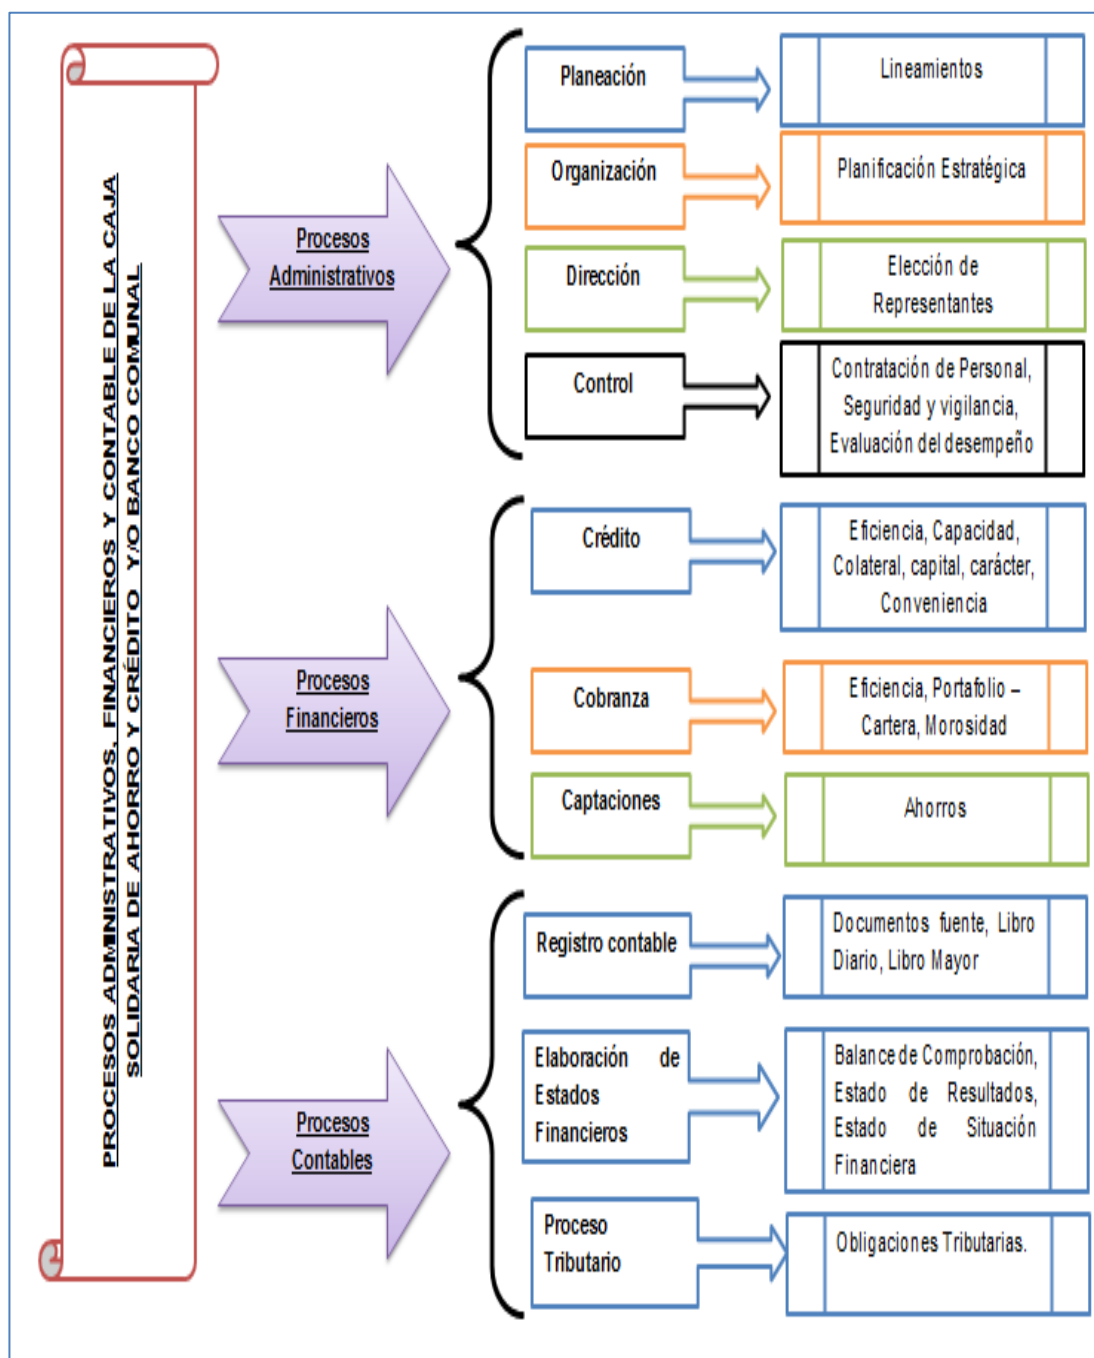 PROCESOS ADMINISTRATIVOS, FINANCIEROS Y CONTABLE DE LA CAJA
SOLIDARIA DE AHORRO Y CRÉDITO Y/O BANCO COMUNAL
Procesos
Administrativos
Planeación
Lineamientos
Organización
Planificación Estratégica
Dirección
Elección de
Representantes
Control
Contratación de Personal,
Seguridad y vigilancia,
Evaluación del desempeño
Procesos
Financieros
Crédito
Eficiencia, Capacidad,
Colateral, capital, carácter,
Conveniencia
Cobranza
Eficiencia, Portafolio –
Cartera, Morosidad
Captaciones
Ahorros
Procesos
Contables
Registro contable
Documentos fuente, Libro
Diario, Libro Mayor
Elaboración de
Estados
Financieros
Balance de Comprobación,
Estado de Resultados,
Estado de Situación
Financiera
Proceso
Tributario
Obligaciones Tributarias.